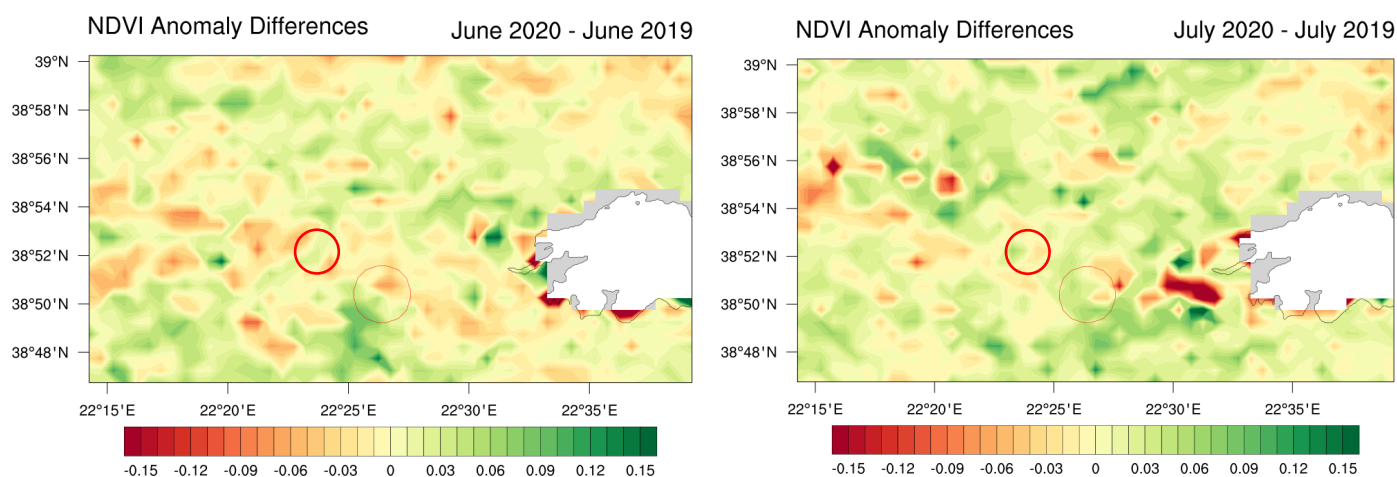 NDVI Anomaly Differences June 2020 - June 2019
39°N
38°58'N
38°56'N
38°54'N
38°52'N
38°50'N
38°48'N
22°15'E 22°20'E 22°25'E 22°30'E 22°35'E
-0.15 -0.12 -0.09 -0.06 -0.03 0 0.03 0.06 0.09 0.12 0.15
NDVI Anomaly Differences July 2020 - July 2019
39°N
38°58'N
38°56'N
38°54'N
38°52'N
38°50'N
38°48'N
22°15'E 22°20'E 22°25'E 22°30'E 22°35'E
-0.15 -0.12 -0.09 -0.06 -0.03 0 0.03 0.06 0.09 0.12 0.15